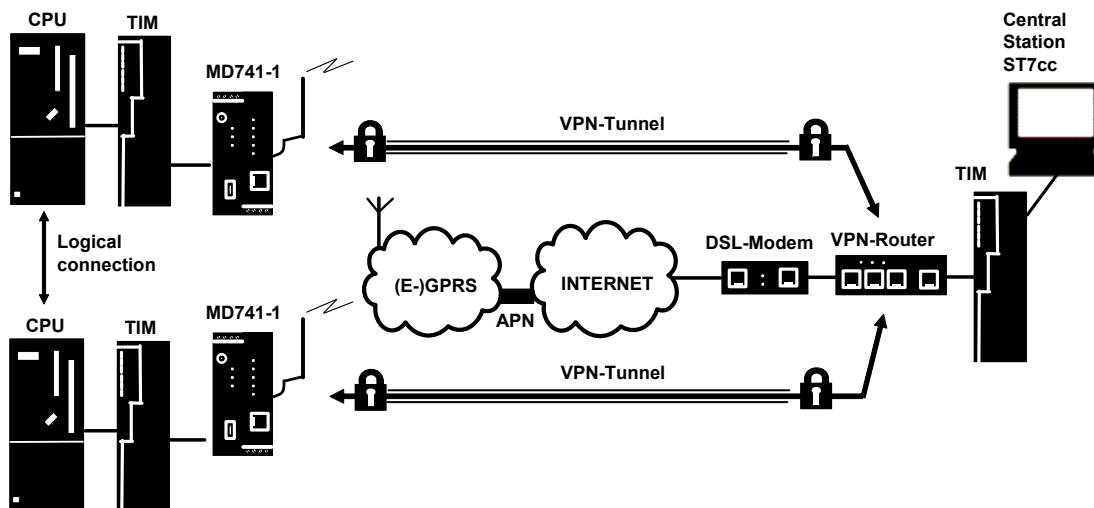 CPU
TIM
MD741-1
VPN-Tunnel
Central
Station
ST7cc
TIM
Logical
connection
(E-)GPRS
APN
INTERNET
DSL-Modem
VPN-Router
CPU
TIM
MD741-1
VPN-Tunnel